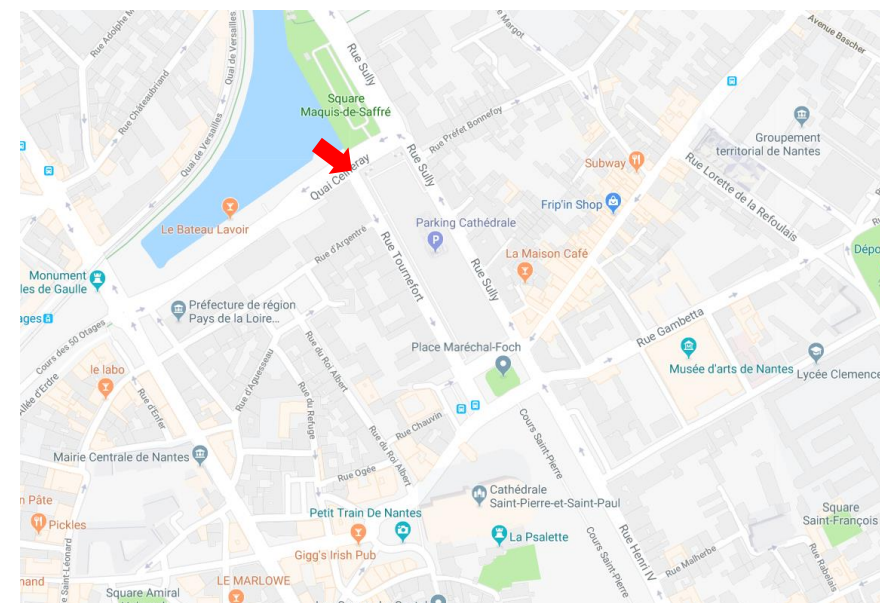 Rue Adolphe M
Quai de Versailles
Rue Sully
Margot
Avenue Bascher
Rue Châteaubriand
Square
Maquis-de-Saffré
Rue Préfet Bonnefoy
Groupement
territorial de Nantes
Quai de Versailles
Quai Ceineray
Rue Sully
Subway
Rue Lorette de la Refoulais
Frip'in Shop
Le Bateau Lavoir
Rue d'Argentré
Parking Cathédrale
P
Rue Tournefort
La Maison Café
Rue Sully
Dépo
Monument
les de Gaulle
Préfecture de région
Pays de la Loire...
ages
Cours des 50 Otages
Rue Gambetta
Place Maréchal-Foch
Rue du Roi Albert
le labo
Rue d'Aguesseau
Musée d'arts de Nantes
Lycée Clemence
Allée d'Erdre
Rue d'Enfer
Rue du Refuge
Rue Chauvin
Cours Saint-Pierre
Mairie Centrale de Nantes
Rue du Roi Albert
Rue Ogée
Cathédrale
Saint-Pierre-et-Saint-Paul
n Pâte
Petit Train De Nantes
Square
Saint-François
Pickles
La Psalette
Rue Henri IV
Gigg's Irish Pub
Cours Saint-Pierre
Rue Malherbe
Rue Rabelais
e Saint-Léonard
nand
LE MARLOWE
Square Amiral